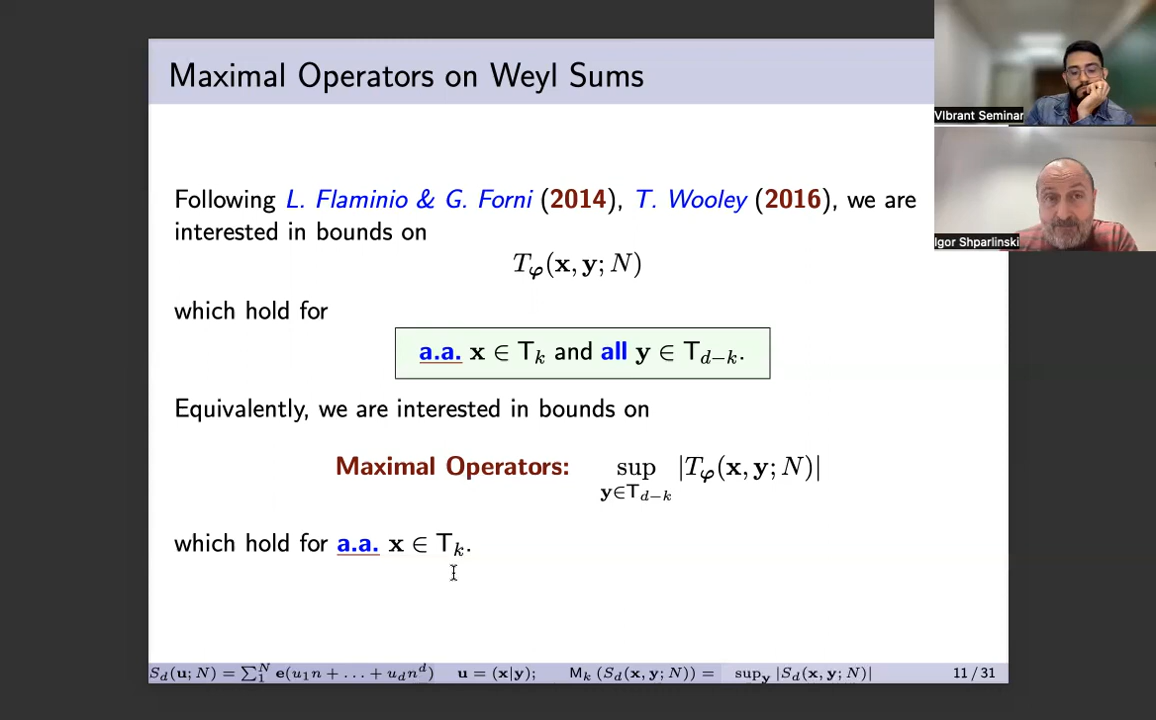 Maximal Operators on Weyl Sums
VIbrant Seminar
Igor Shparlinski
Following L. Flaminio & G. Forni (2014), T. Wooley (2016), we are
interested in bounds on
T_φ(x, y; N)
which hold for
a.a. x ∈ T_k and all y ∈ T_{d−k}.
Equivalently, we are interested in bounds on
Maximal Operators: sup_{y∈T_{d−k}} |T_φ(x, y; N)|
which hold for a.a. x ∈ T_k.
S_d(u; N) = ∑_1^N e(u_1n + . . . + u_dn^d) u = (x|y); M_k (S_d(x, y; N)) = sup_y |S_d(x, y; N)| 11 / 31